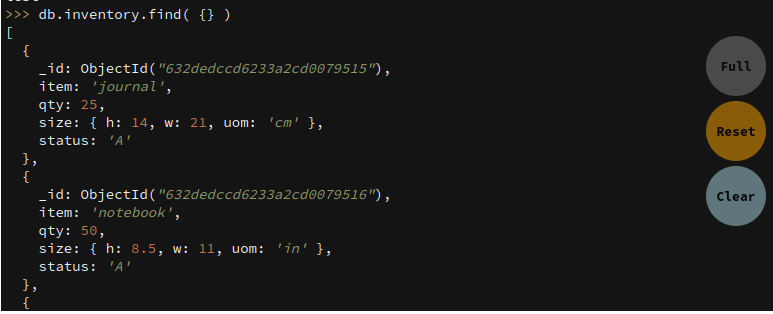 >>> db.inventory.find( {} )
[
  {
    _id: ObjectId("632dedccd6233a2cd0079515"),
    item: 'journal',
    qty: 25,
    size: { h: 14, w: 21, uom: 'cm' },
    status: 'A'
  },
  {
    _id: ObjectId("632dedccd6233a2cd0079516"),
    item: 'notebook',
    qty: 50,
    size: { h: 8.5, w: 11, uom: 'in' },
    status: 'A'
  },
  {
Full
Reset
Clear